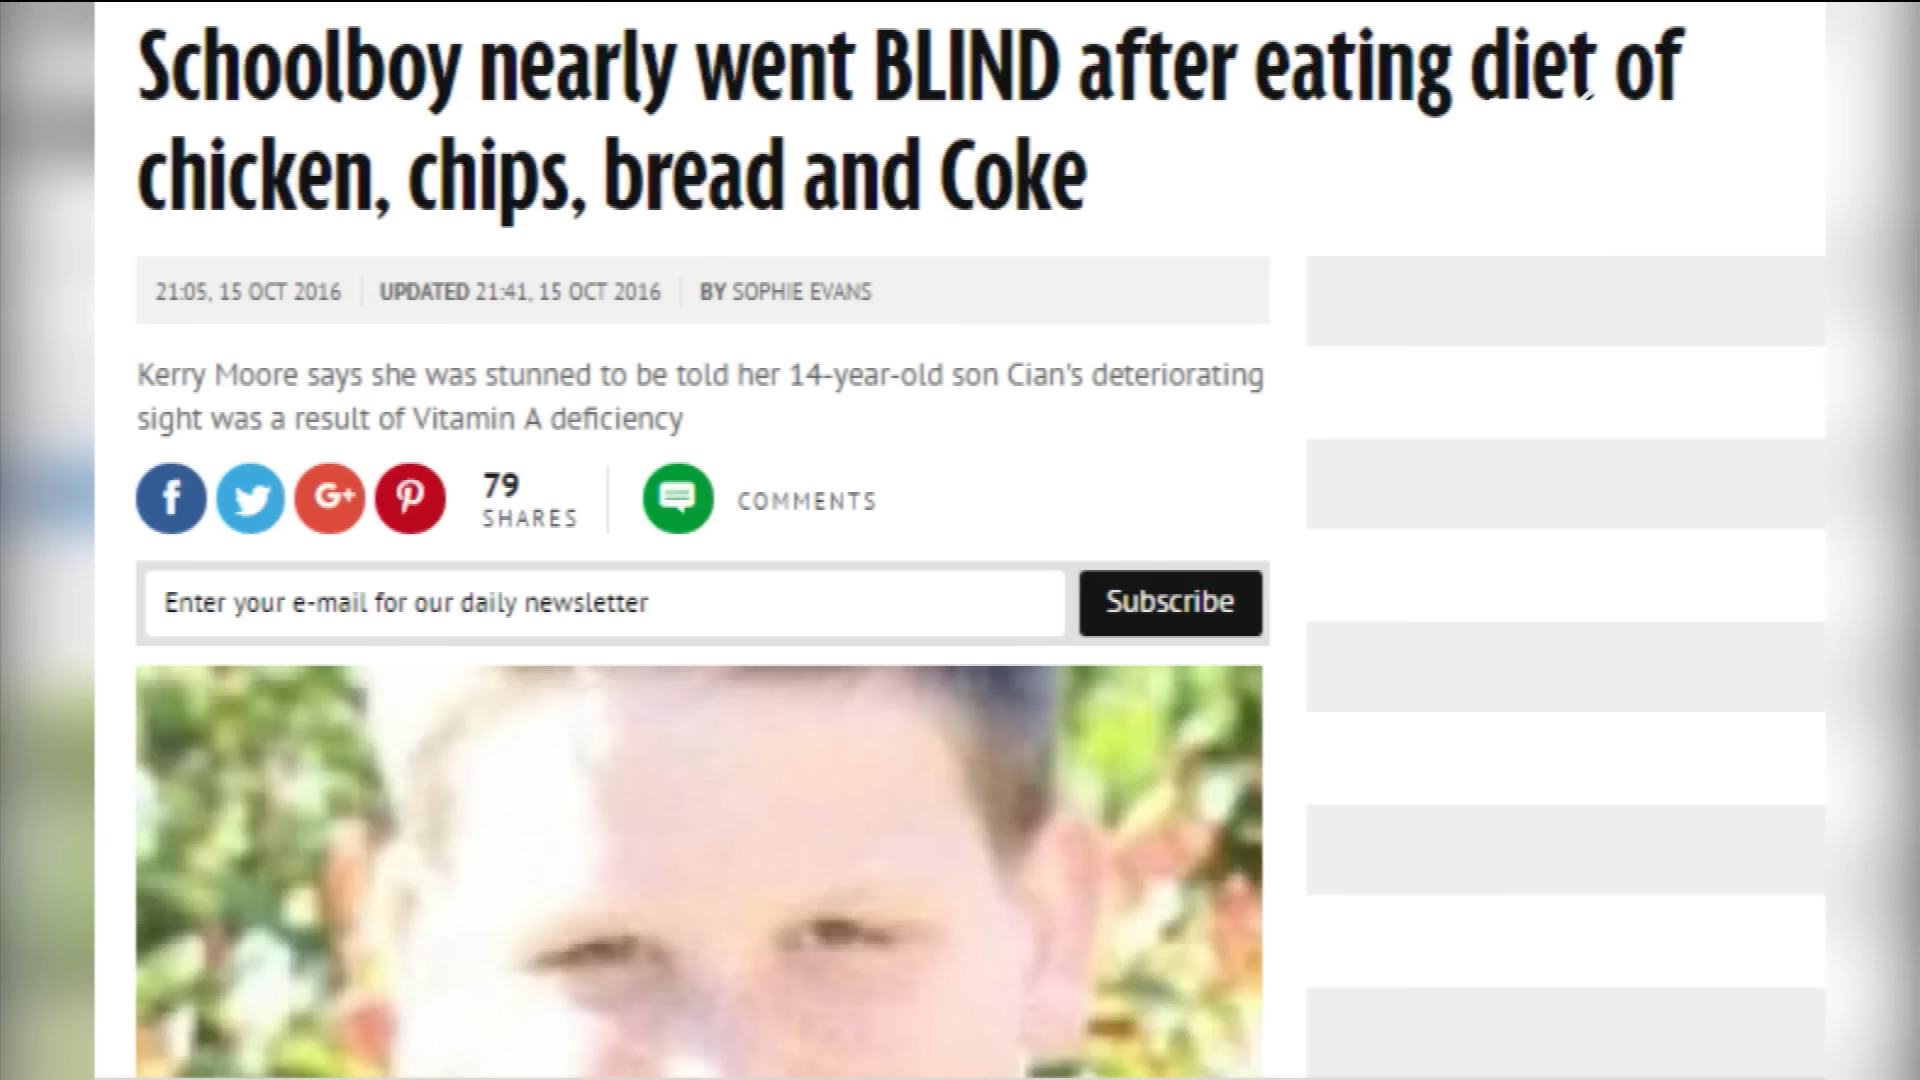 Schoolboy nearly went BLIND after eating diet of
chicken, chips, bread and Coke
21:05, 15 OCT 2016 UPDATED 21:41, 15 OCT 2016 BY SOPHIE EVANS
Kerry Moore says she was stunned to be told her 14-year-old son Cian's deteriorating
sight was a result of Vitamin A deficiency
f G+ 79
SHARES COMMENTS
Enter your e-mail for our daily newsletter Subscribe